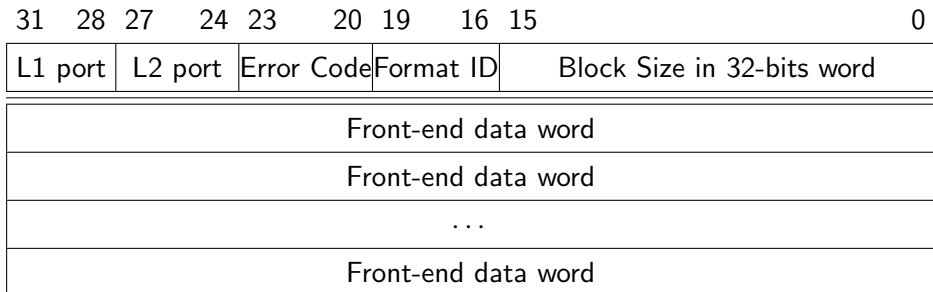 31 28 27 24 23 20 19 16 15 0
L1 port L2 port Error Code Format ID Block Size in 32-bits word
Front-end data word
Front-end data word
...
Front-end data word